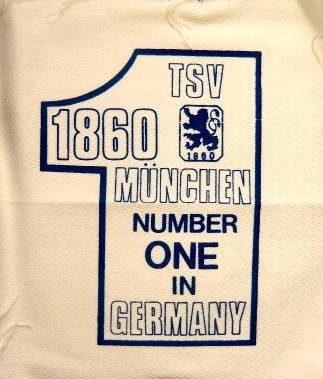 TSV
1860
1860
MÜNCHEN
NUMBER
ONE
IN
GERMANY